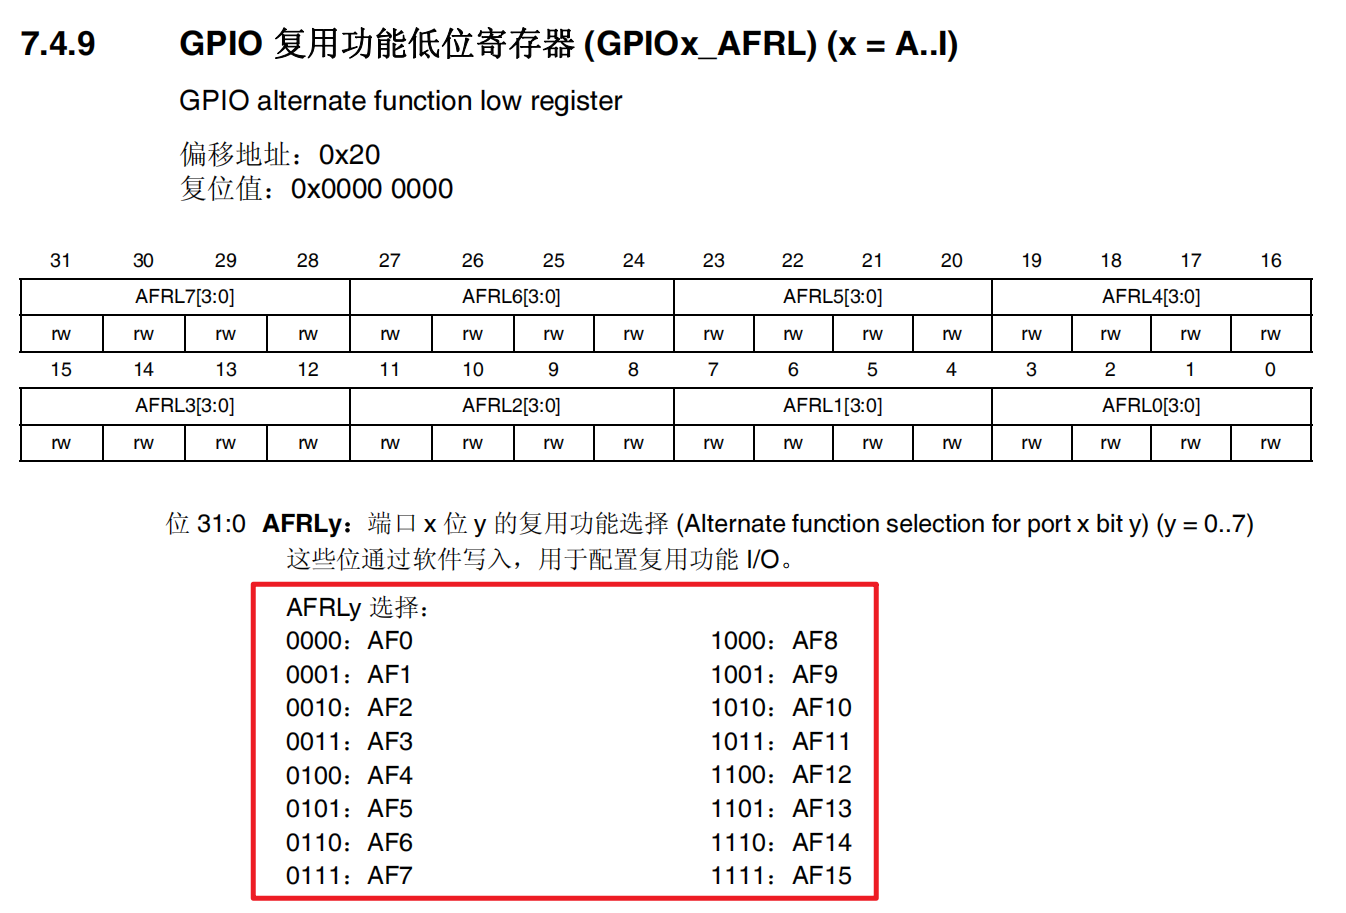 7.4.9 GPIO 复用功能低位寄存器 (GPIOx_AFRL) (x = A..I)
GPIO alternate function low register
偏移地址：0x20
复位值：0x0000 0000
31 30 29 28 27 26 25 24 23 22 21 20 19 18 17 16
AFRL7[3:0] AFRL6[3:0] AFRL5[3:0] AFRL4[3:0]
rw rw rw rw rw rw rw rw rw rw rw rw rw rw rw rw
15 14 13 12 11 10 9 8 7 6 5 4 3 2 1 0
AFRL3[3:0] AFRL2[3:0] AFRL1[3:0] AFRL0[3:0]
rw rw rw rw rw rw rw rw rw rw rw rw rw rw rw rw
位 31:0 AFRLy：端口 x 位 y 的复用功能选择 (Alternate function selection for port x bit y) (y = 0..7)
这些位通过软件写入，用于配置复用功能 I/O。
AFRLy 选择：
0000：AF0 1000：AF8
0001：AF1 1001：AF9
0010：AF2 1010：AF10
0011：AF3 1011：AF11
0100：AF4 1100：AF12
0101：AF5 1101：AF13
0110：AF6 1110：AF14
0111：AF7 1111：AF15